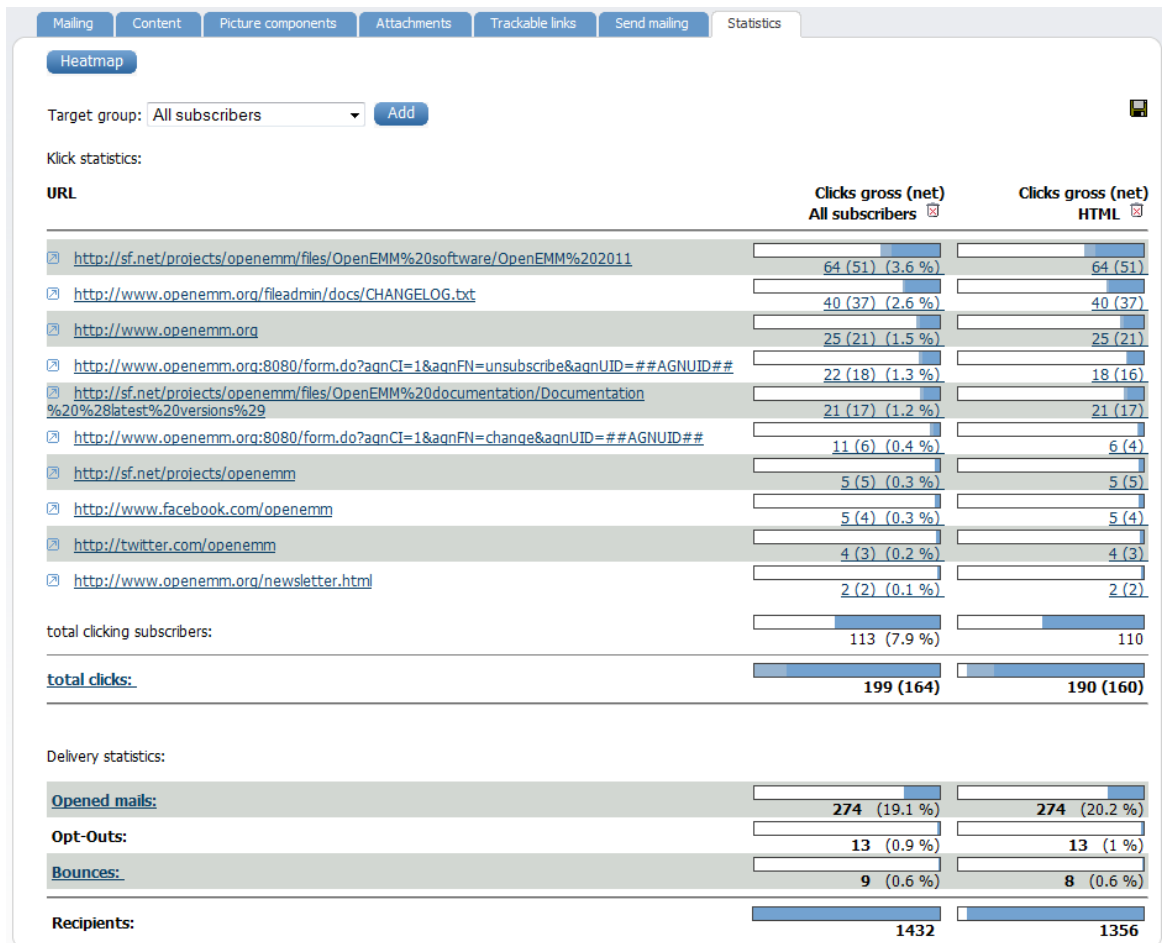 Mailing Content Picture components Attachments Trackable links Send mailing Statistics
Heatmap
Target group: All subscribers Add
Klick statistics:
URL Clicks gross (net) Clicks gross (net)
All subscribers HTML
http://sf.net/projects/openemm/files/OpenEMM%20software/OpenEMM%202011
64 (51) (3.6 %) 64 (51)
http://www.openemm.org/fileadmin/docs/CHANGELOG.txt
40 (37) (2.6 %) 40 (37)
http://www.openemm.org
25 (21) (1.5 %) 25 (21)
http://www.openemm.org:8080/form.do?agnCI=1&agnFN=unsubscribe&agnUID=##AGNUID##
22 (18) (1.3 %) 18 (16)
http://sf.net/projects/openemm/files/OpenEMM%20documentation/Documentation
%20%28latest%20versions%29 21 (17) (1.2 %) 21 (17)
http://www.openemm.org:8080/form.do?agnCI=1&agnFN=change&agnUID=##AGNUID##
11 (6) (0.4 %) 6 (4)
http://sf.net/projects/openemm
5 (5) (0.3 %) 5 (5)
http://www.facebook.com/openemm
5 (4) (0.3 %) 5 (4)
http://twitter.com/openemm
4 (3) (0.2 %) 4 (3)
http://www.openemm.org/newsletter.html
2 (2) (0.1 %) 2 (2)
total clicking subscribers:
113 (7.9 %) 110
total clicks:
199 (164) 190 (160)
Delivery statistics:
Opened mails:
274 (19.1 %) 274 (20.2 %)
Opt-Outs:
13 (0.9 %) 13 (1 %)
Bounces:
9 (0.6 %) 8 (0.6 %)
Recipients:
1432 1356